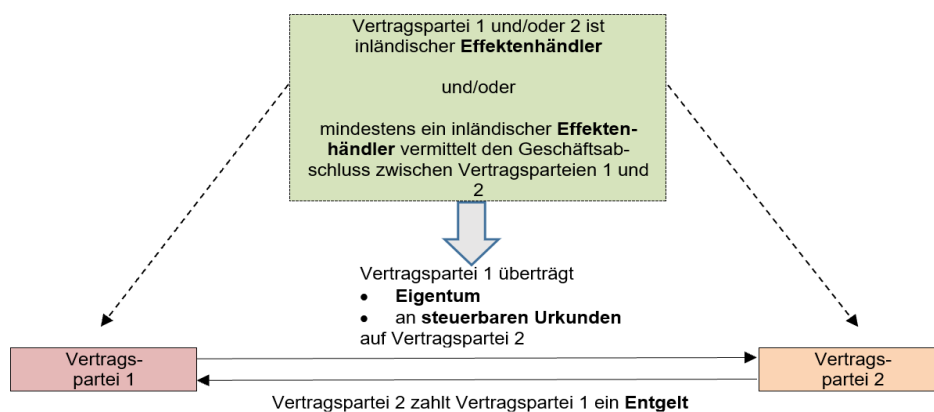 Vertragspartei 1 und/oder 2 ist
inländischer Effektenhändler
und/oder
mindestens ein inländischer Effekten-
händler vermittelt den Geschäftsab-
schluss zwischen Vertragsparteien 1 und
2
Vertragspartei 1 überträgt
• Eigentum
• an steuerbaren Urkunden
auf Vertragspartei 2
Vertrags-
partei 1
Vertrags-
partei 2
Vertragspartei 2 zahlt Vertragspartei 1 ein Entgelt